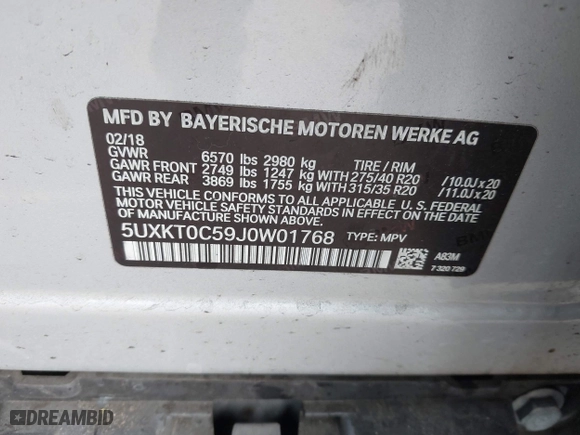 MFD BY BAYERISCHE MOTOREN WERKE AG
02/18
GVWR 6570 lbs 2980 kg TIRE / RIM
GAWR FRONT 2749 lbs 1247 kg WITH 275/40 R20 /10.0J x 20
GAWR REAR 3869 lbs 1755 kg WITH 315/35 R20 /11.0J x 20
THIS VEHICLE CONFORMS TO ALL APPLICABLE U.S. FEDERAL
MOTOR VEHICLE SAFETY STANDARDS IN EFFECT ON THE DATE OF
MANUFACTURE SHOWN ABOVE.
5UXKT0C59J0W01768 TYPE: MPV
A83M
7 320 729
DREAMBID